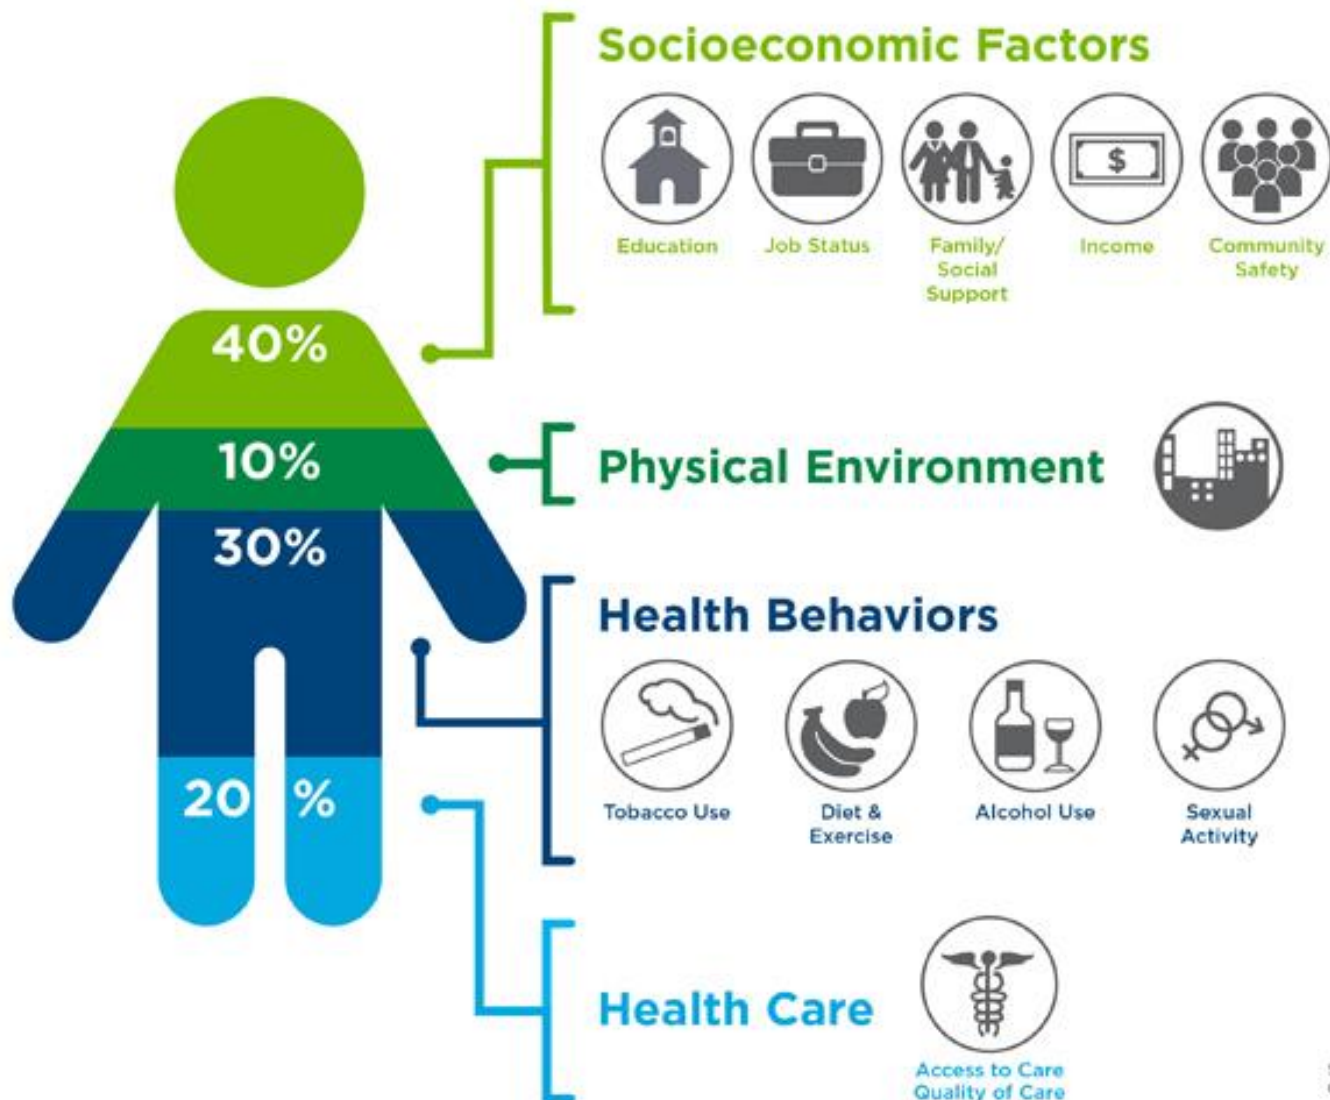 Socioeconomic Factors
$
Education
Job Status
Family/
Social
Support
Income
Community
Safety
40%
10%
Physical Environment
30%
Health Behaviors
Tobacco Use
Diet &
Exercise
Alcohol Use
Sexual
Activity
20 %
Health Care
Access to Care
Quality of Care